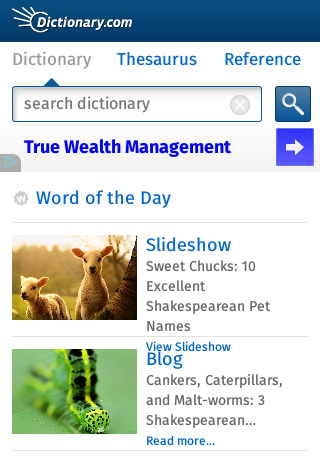 Dictionary.com
Dictionary Thesaurus Reference
search dictionary
True Wealth Management
Word of the Day
Slideshow
Sweet Chucks: 10
Excellent
Shakespearean Pet
Names
View Slideshow
Blog
Cankers, Caterpillars,
and Malt-worms: 3
Shakespearean...
Read more...